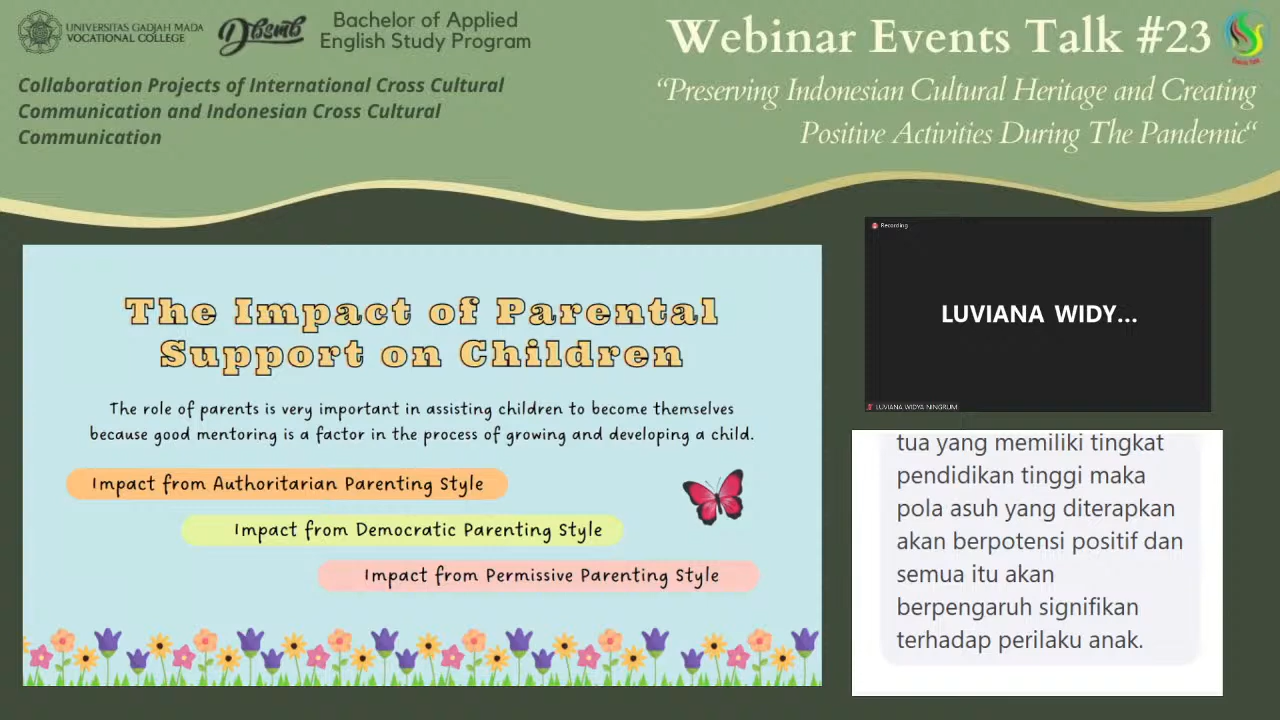 UNIVERSITAS GADJAH MADA
VOCATIONAL COLLEGE
Dbsmb
Bachelor of Applied
English Study Program
Collaboration Projects of International Cross Cultural
Communication and Indonesian Cross Cultural
Communication
Webinar Events Talk #23
“Preserving Indonesian Cultural Heritage and Creating
Positive Activities During The Pandemic“
The Impact of Parental
Support on Children
The role of parents is very important in assisting children to become themselves
because good mentoring is a factor in the process of growing and developing a child.
Impact from Authoritarian Parenting Style
Impact from Democratic Parenting Style
Impact from Permissive Parenting Style
Recording
LUVIANA WIDY...
LUVIANA WIDYA NINGRUM
tua yang memiliki tingkat
pendidikan tinggi maka
pola asuh yang diterapkan
akan berpotensi positif dan
semua itu akan
berpengaruh signifikan
terhadap perilaku anak.